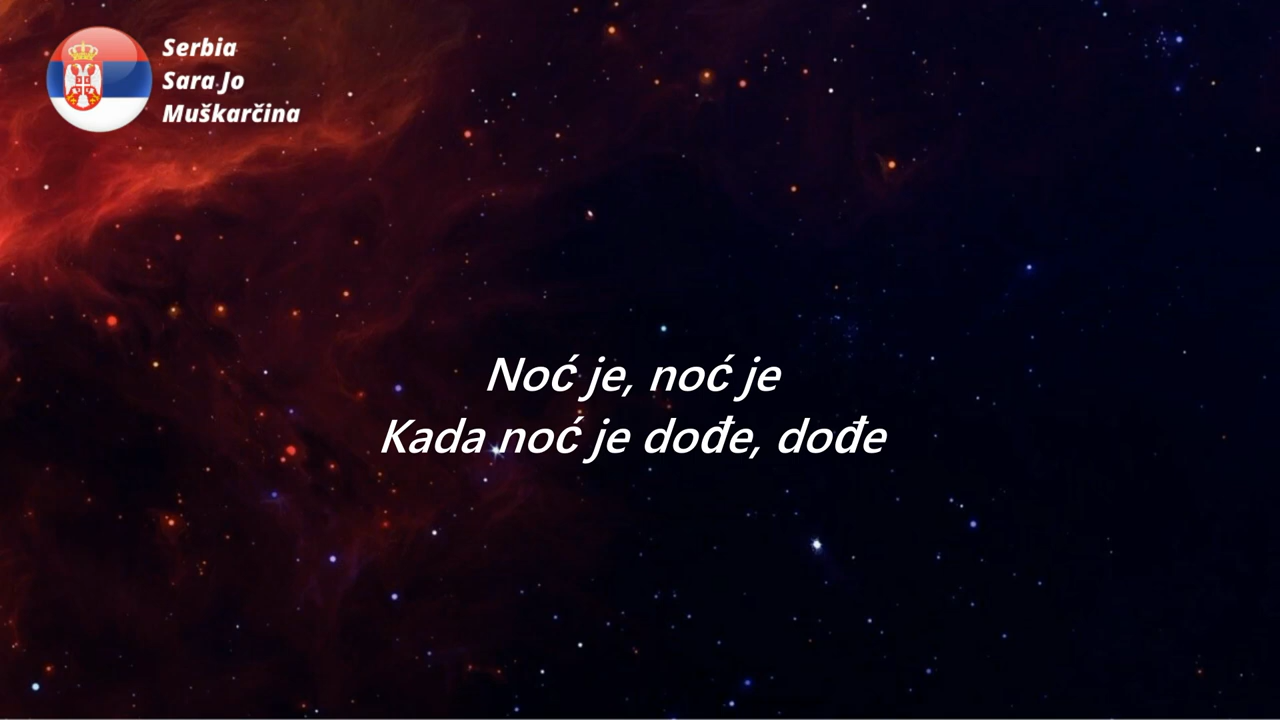 Serbia
Sara Jo
Muškarčina
Noć je, noć je
Kada noć je dođe, dođe